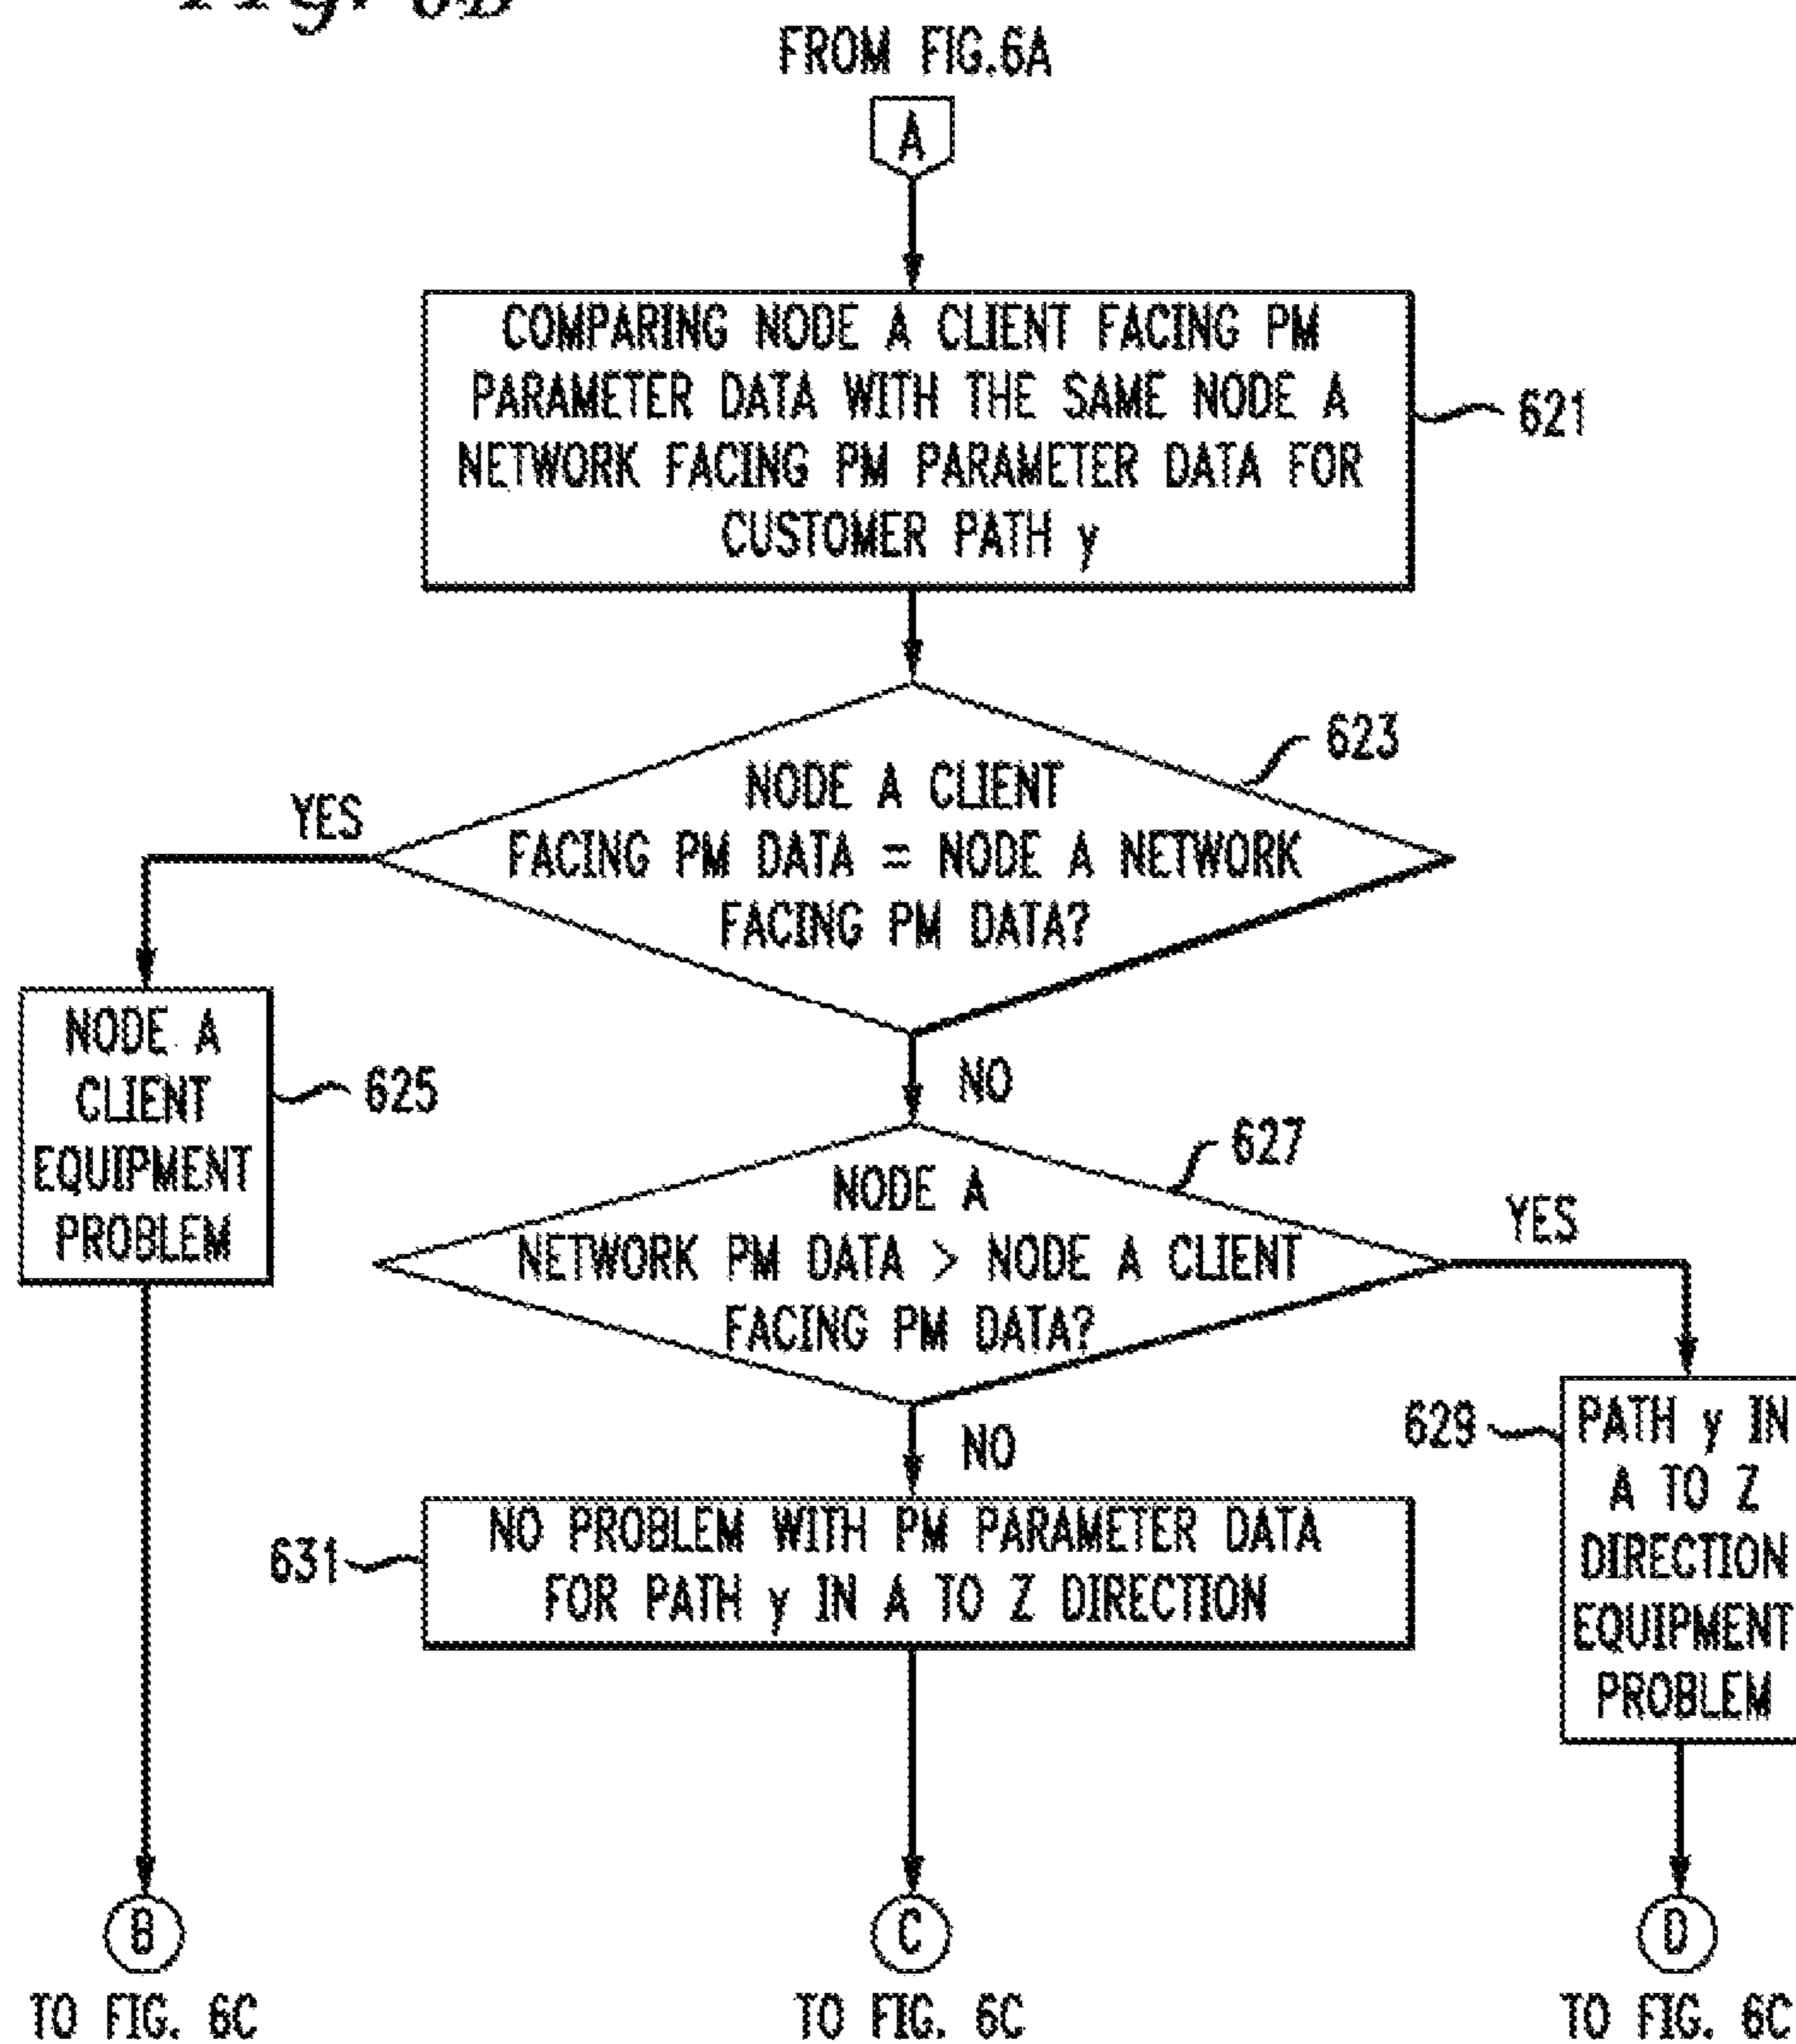 Fig. 6B
FROM FIG.6A
A
COMPARING NODE A CLIENT FACING PM
PARAMETER DATA WITH THE SAME NODE A
NETWORK FACING PM PARAMETER DATA FOR
CUSTOMER PATH y
621
623
NODE A CLIENT
FACING PM DATA = NODE A NETWORK
FACING PM DATA?
YES
NO
NODE A
CLIENT
EQUIPMENT
PROBLEM
625
627
NODE A
NETWORK PM DATA > NODE A CLIENT
FACING PM DATA?
YES
NO
629
PATH y IN
A TO Z
DIRECTION
EQUIPMENT
PROBLEM
631
NO PROBLEM WITH PM PARAMETER DATA
FOR PATH y IN A TO Z DIRECTION
B
TO FIG. 6C
C
TO FIG. 6C
D
TO FIG. 6C